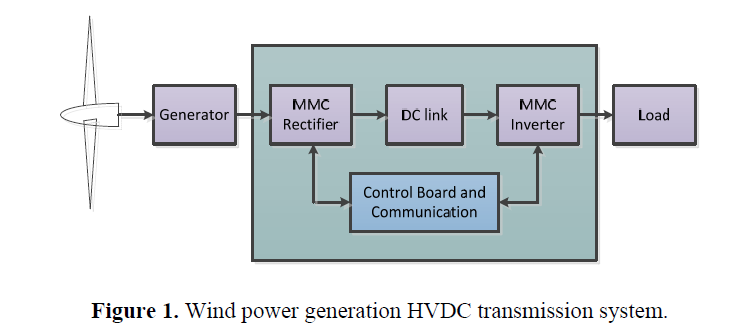 Generator
MMC
Rectifier
DC link
MMC
Inverter
Load
Control Board and
Communication
Figure 1. Wind power generation HVDC transmission system.